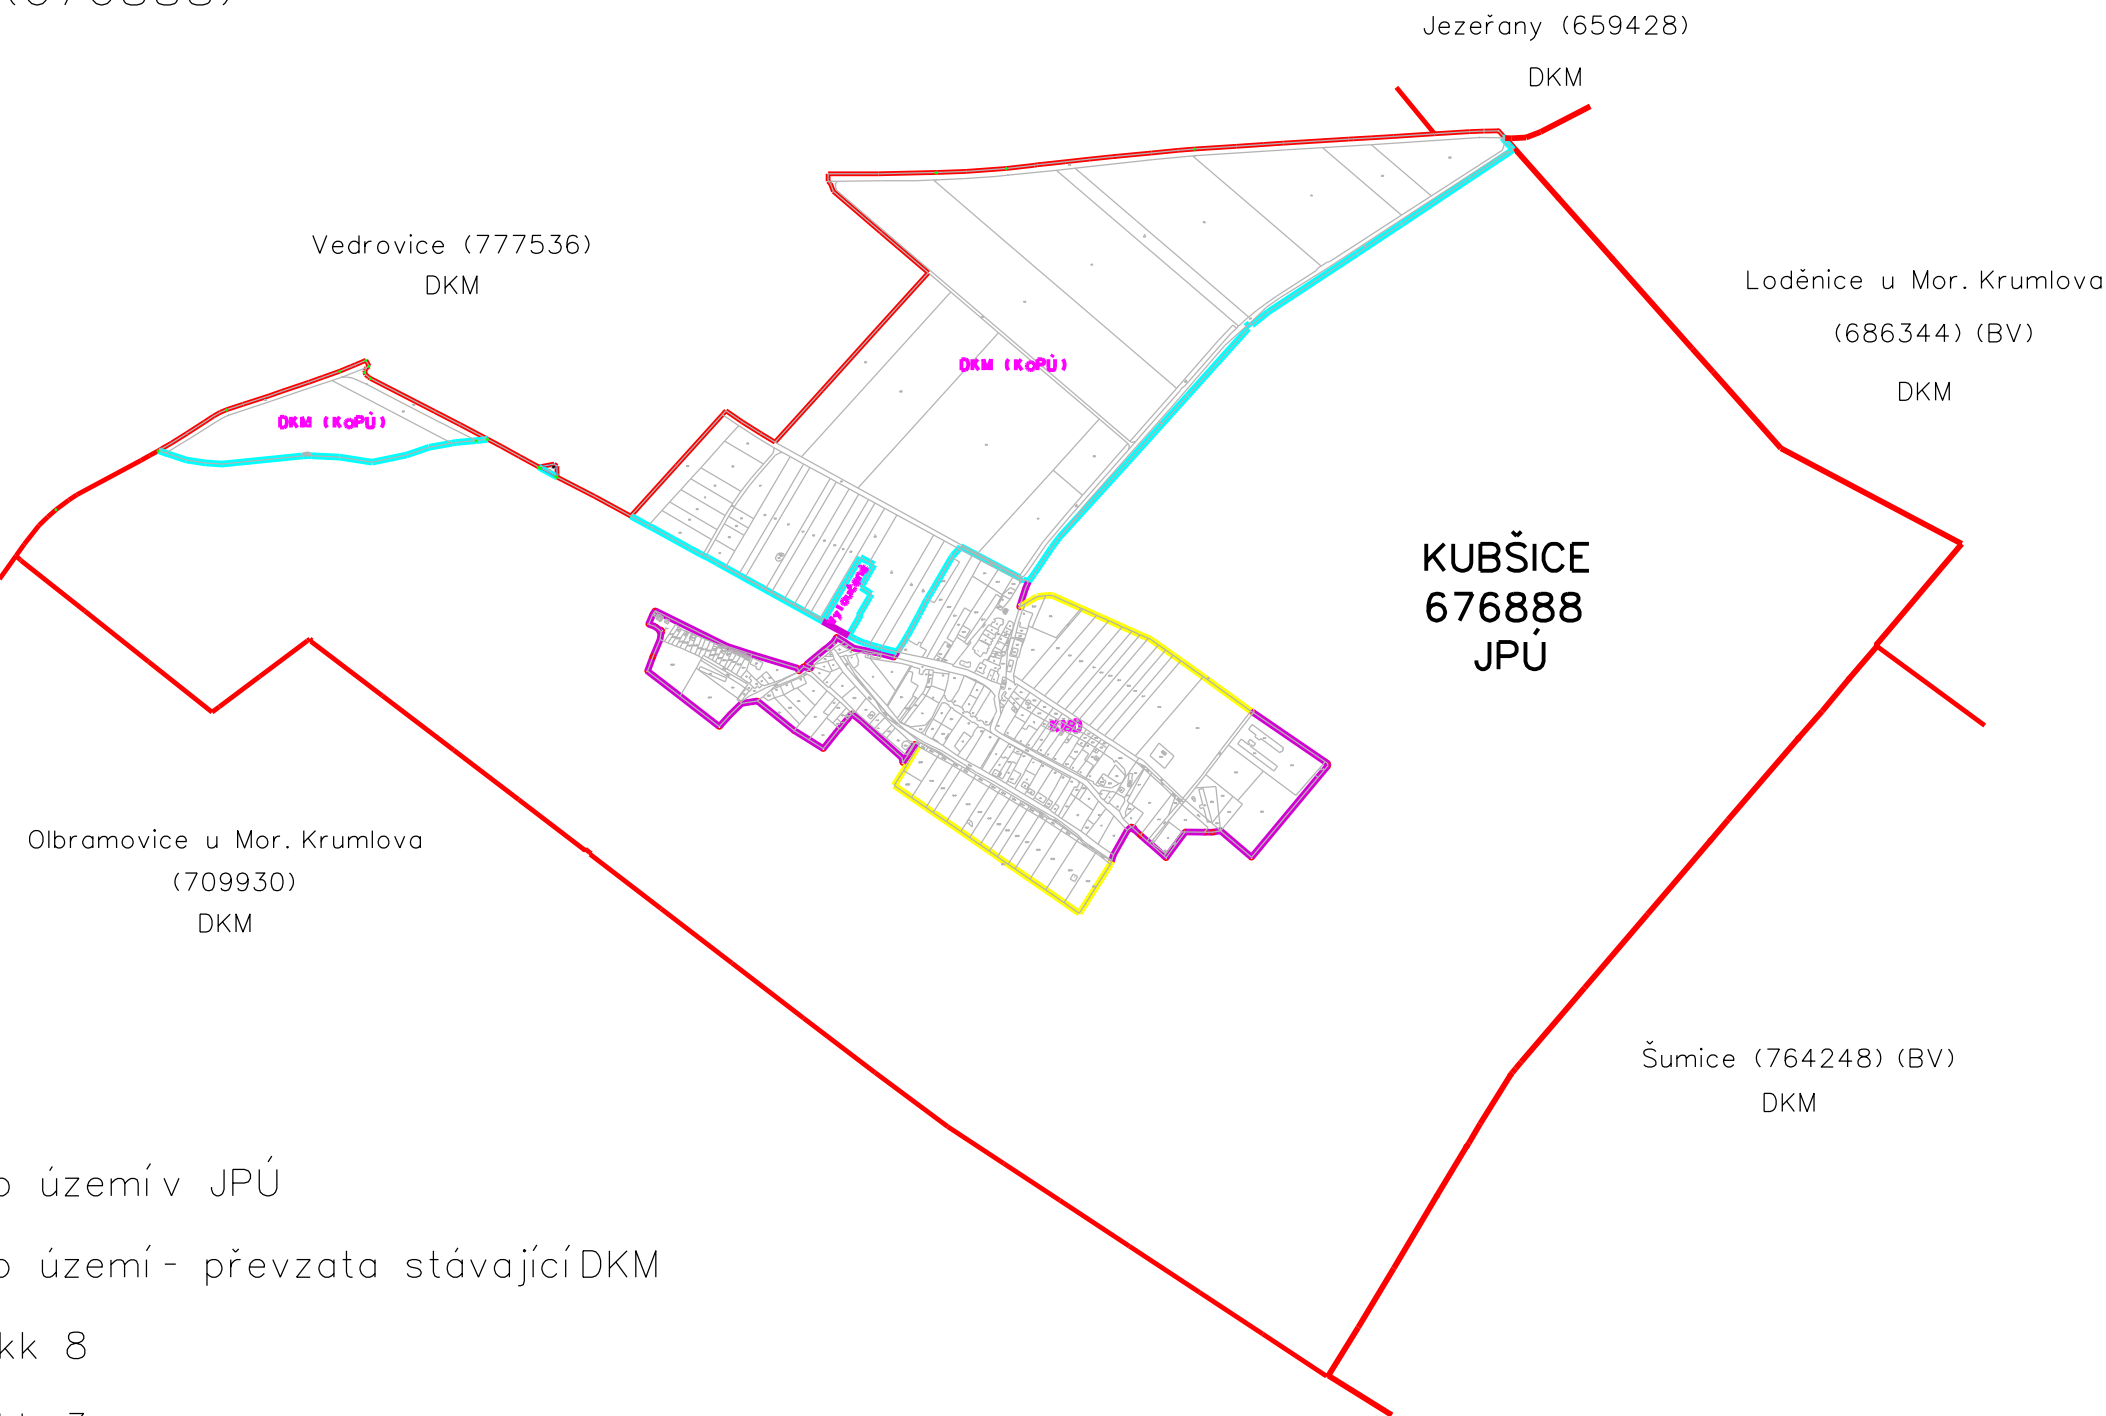 Jezeřany (659428)
DKM
Vedrovice (777536)
DKM
Loděnice u Mor. Krumlova
(686344) (BV)
DKM
DKM (KoPÚ)
DKM (KoPÚ)
KUBŠICE
676888
JPÚ
Olbramovice u Mor. Krumlova
(709930)
DKM
Šumice (764248) (BV)
DKM
území v JPÚ
území - převzata stávající DKM
kk 8